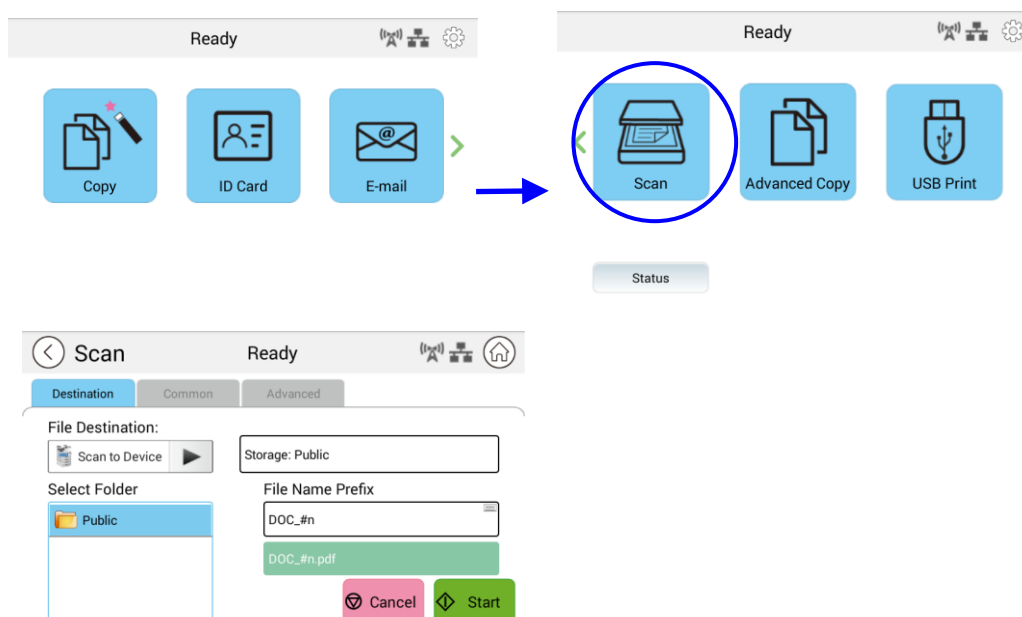 Ready
Copy
ID Card
@
E-mail
Ready
Scan
Advanced Copy
USB Print
Status
Scan
Ready
Destination
Common
Advanced
File Destination:
Scan to Device
Storage: Public
Select Folder
File Name Prefix
Public
DOC_#n
DOC_#n.pdf
Cancel
Start